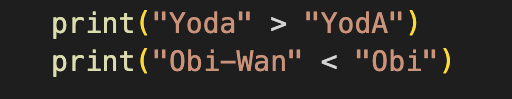 print("Yoda" > "YodA")
print("Obi-Wan" < "Obi")